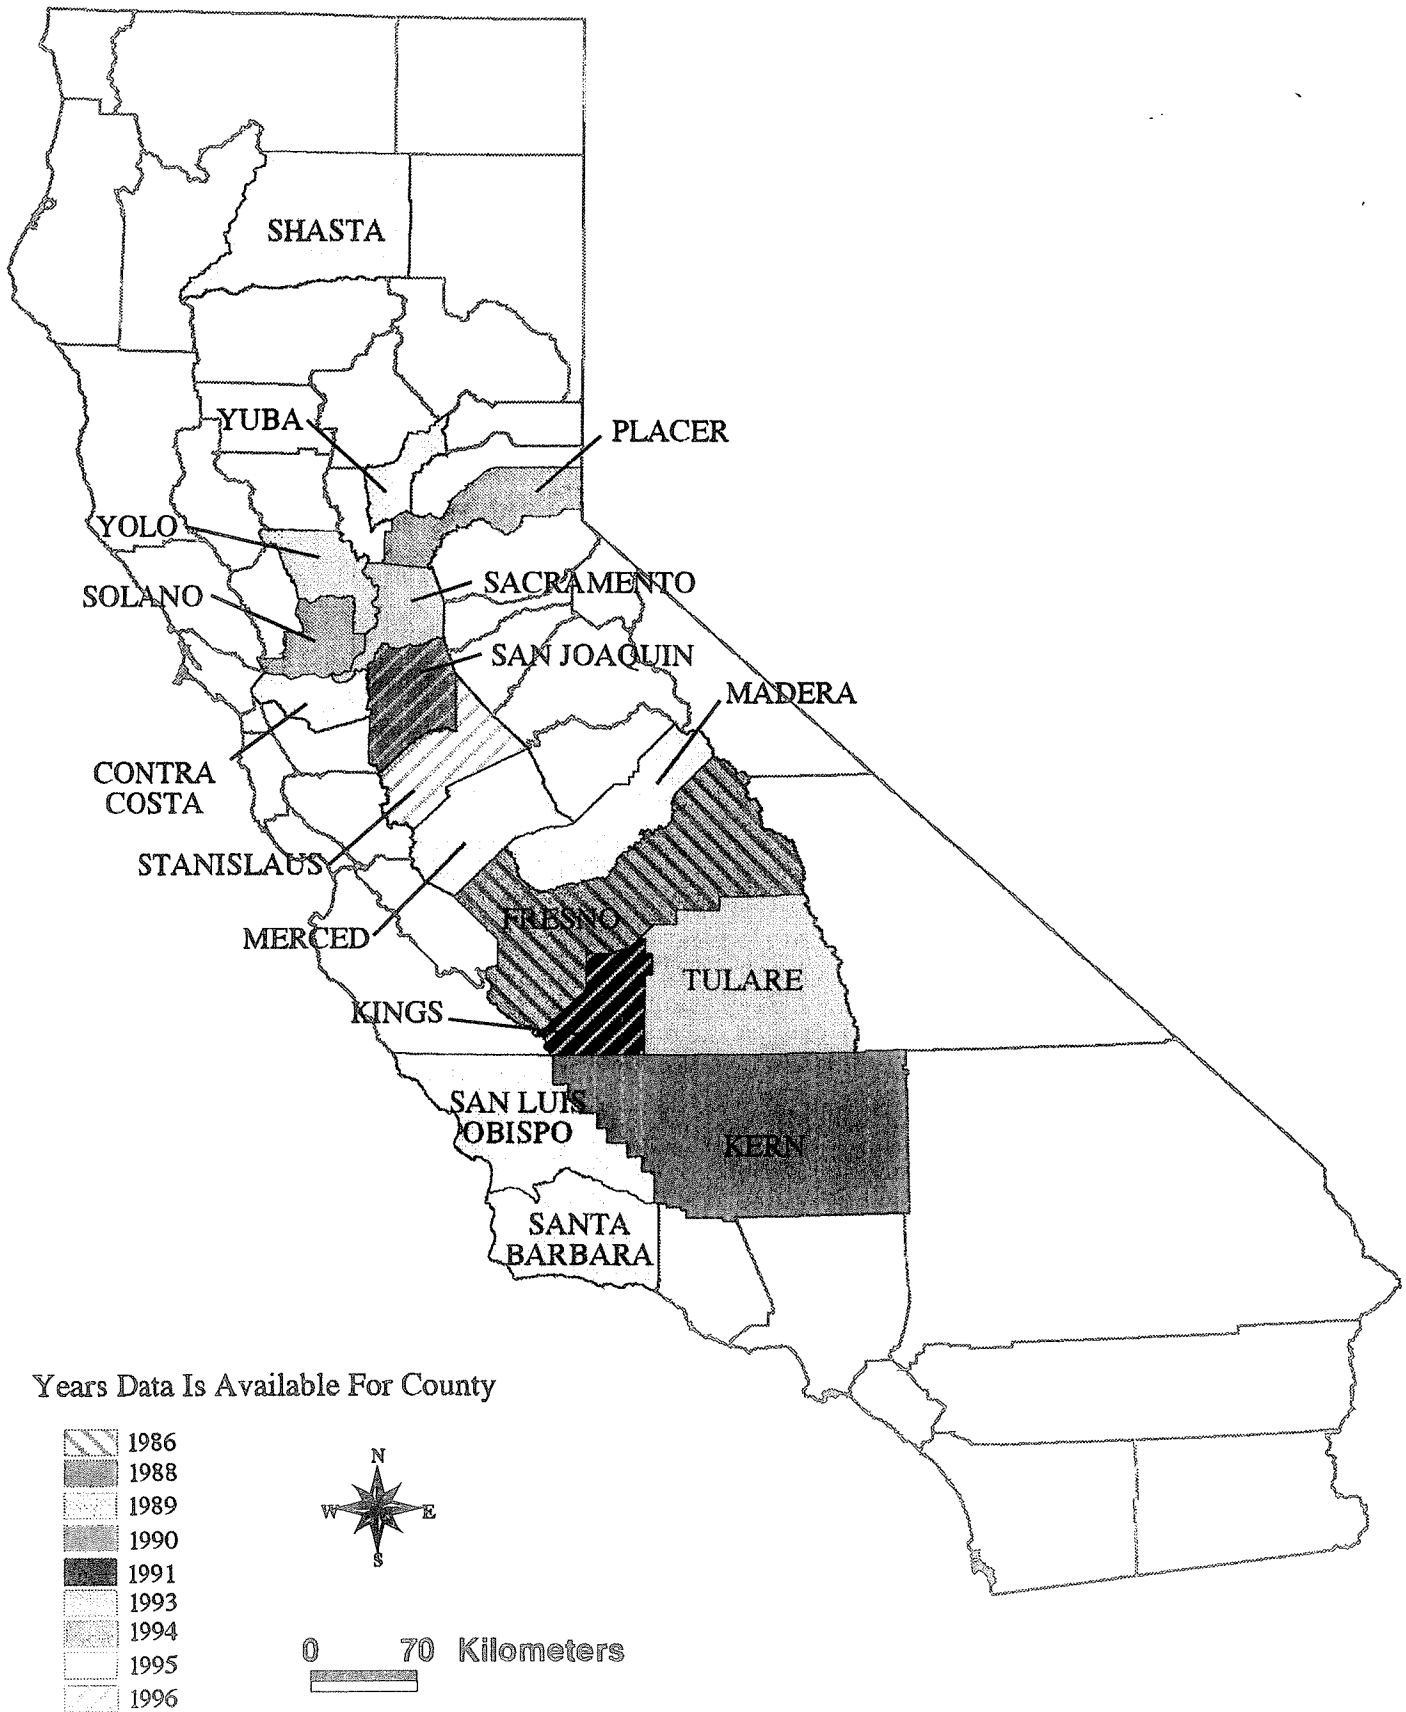 SHASTA
YUBA
PLACER
YOLO
SOLANO
SACRAMENTO
SAN JOAQUIN
MADERA
CONTRA
COSTA
STANISLAUS
MERCED
FRESNO
TULARE
KINGS
SAN LUIS
OBISPO
KERN
SANTA
BARBARA
Years Data Is Available For County
1986
1988
1989
1990
1991
1993
1994
1995
1996
N
W E
S
0 70 Kilometers